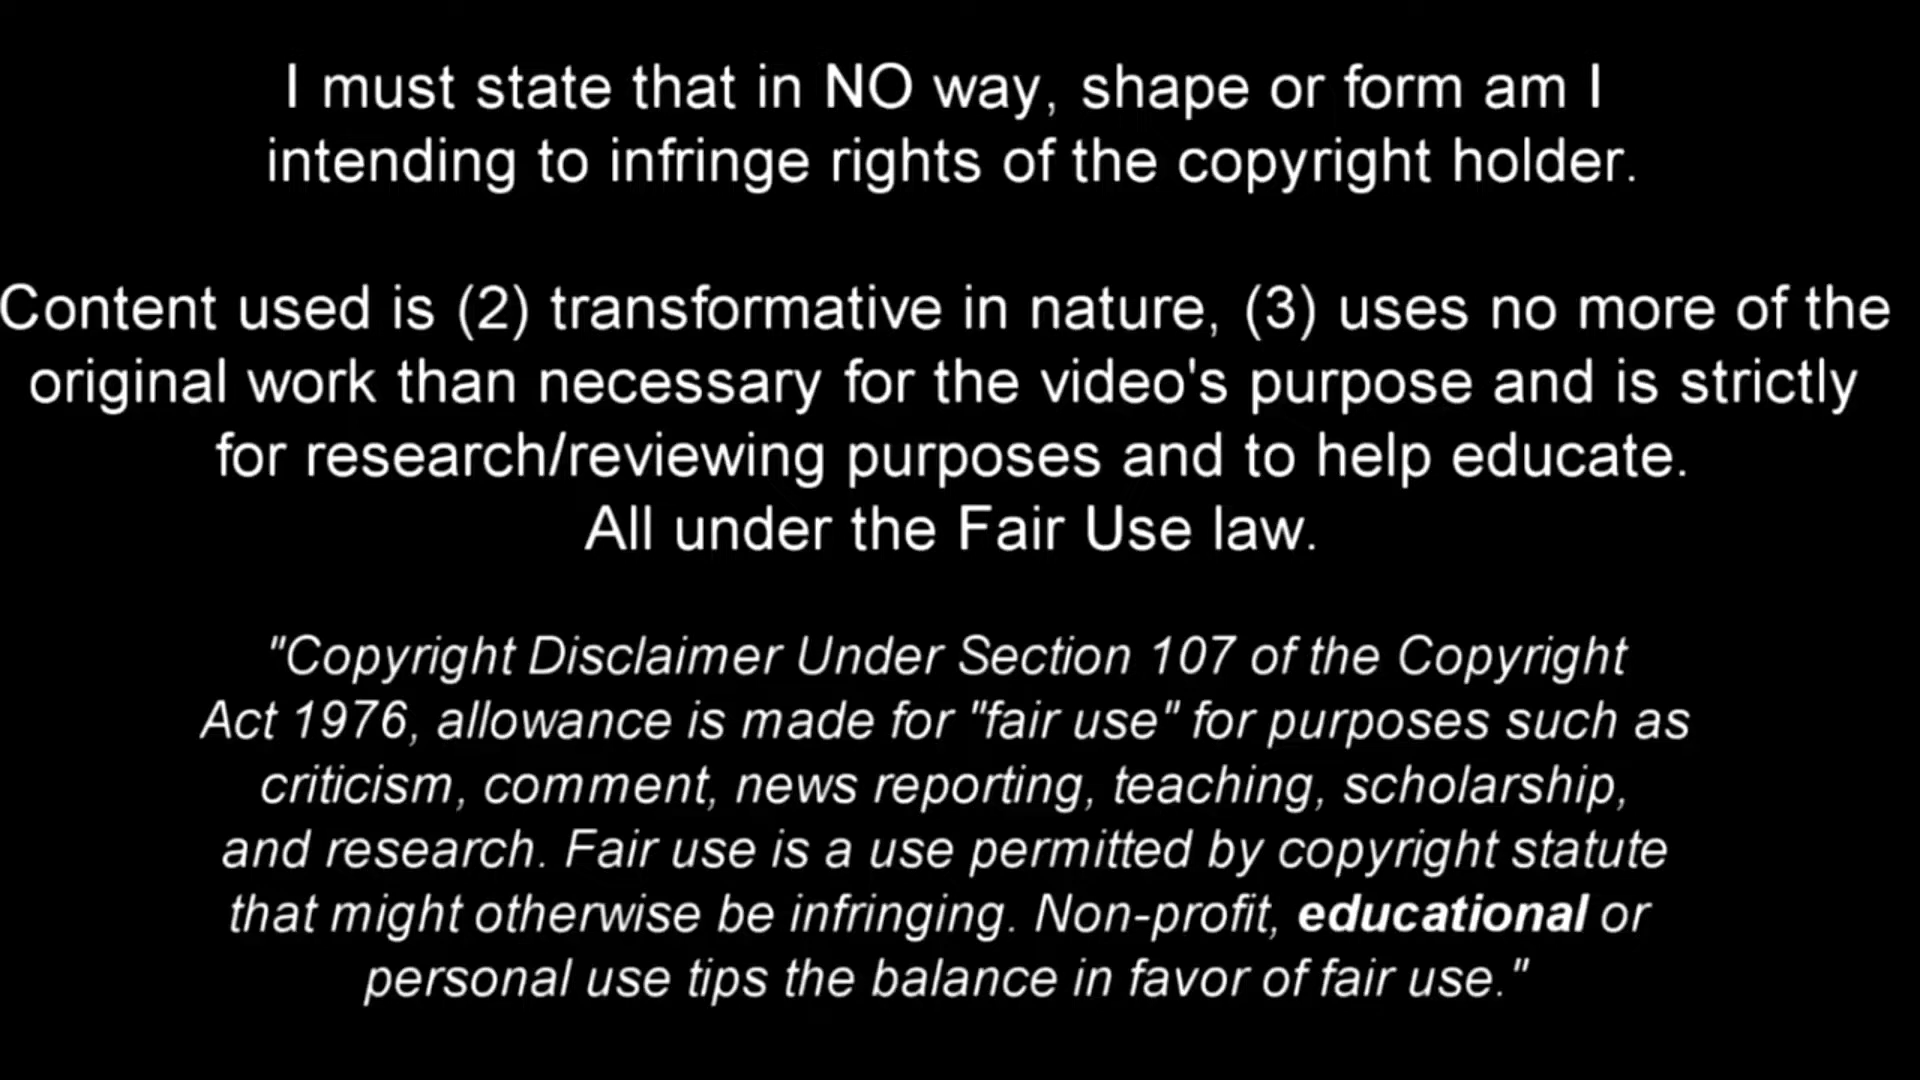 I must state that in NO way, shape or form am I
intending to infringe rights of the copyright holder.
Content used is (2) transformative in nature, (3) uses no more of the
original work than necessary for the video's purpose and is strictly
for research/reviewing purposes and to help educate.
All under the Fair Use law.
"Copyright Disclaimer Under Section 107 of the Copyright
Act 1976, allowance is made for "fair use" for purposes such as
criticism, comment, news reporting, teaching, scholarship,
and research. Fair use is a use permitted by copyright statute
that might otherwise be infringing. Non-profit, educational or
personal use tips the balance in favor of fair use."